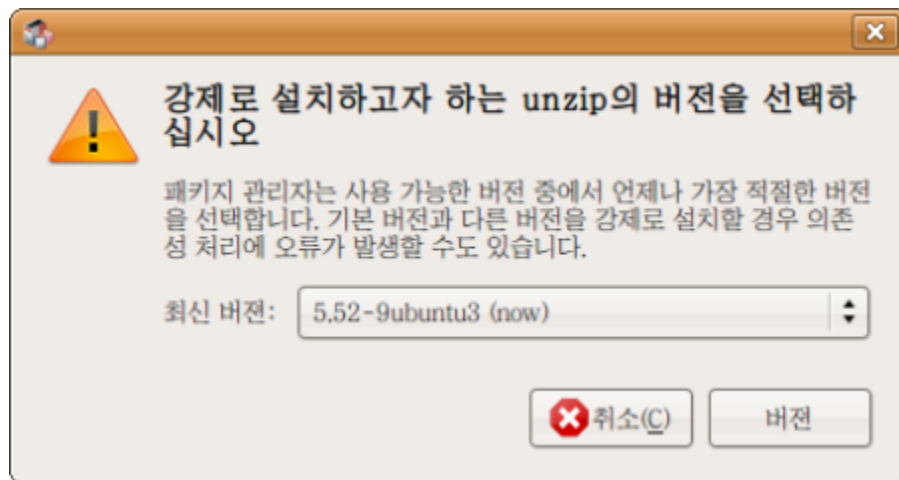 강제로 설치하고자 하는 unzip의 버전을 선택하
십시오
패키지 관리자는 사용 가능한 버전 중에서 언제나 가장 적절한 버전
을 선택합니다. 기본 버전과 다른 버전을 강제로 설치할 경우 의존
성 처리에 오류가 발생할 수도 있습니다.
최신 버젼: 5.52-9ubuntu3 (now)
취소(C) 버젼